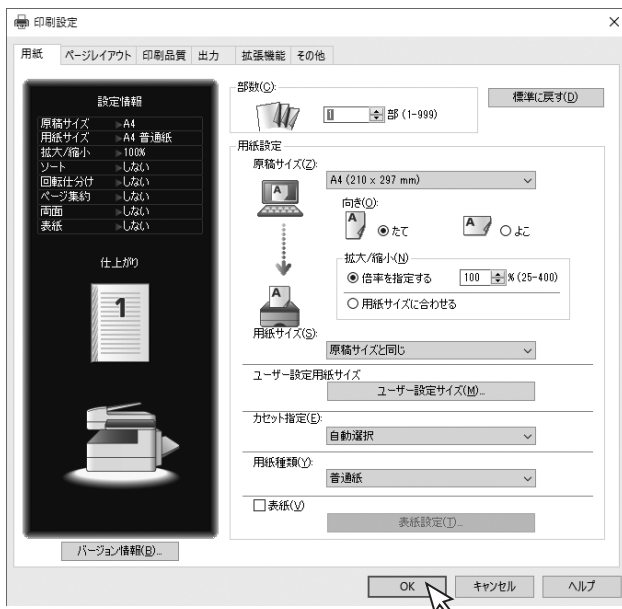 印刷設定
用紙 ページレイアウト 印刷品質 出力 拡張機能 その他
設定情報
原稿サイズ ▶A4
用紙サイズ ▶A4 普通紙
拡大/縮小 ▶100%
ソート ▶しない
回転仕分け ▶しない
ページ集約 ▶しない
両面 ▶しない
表紙 ▶しない
仕上がり
1
バージョン情報(B)...
部数(C):
1 部 (1-999)
標準に戻す(D)
用紙設定
原稿サイズ(Z):
A4 (210 x 297 mm)
向き(O):
A たて A よこ
A
拡大/縮小(N)
倍率を指定する 100 % (25-400)
用紙サイズに合わせる
A
用紙サイズ(S):
原稿サイズと同じ
ユーザー設定用紙サイズ
ユーザー設定サイズ(M)...
カセット指定(E):
自動選択
用紙種類(Y):
普通紙
表紙(V)
表紙設定(T)...
OK キャンセル ヘルプ